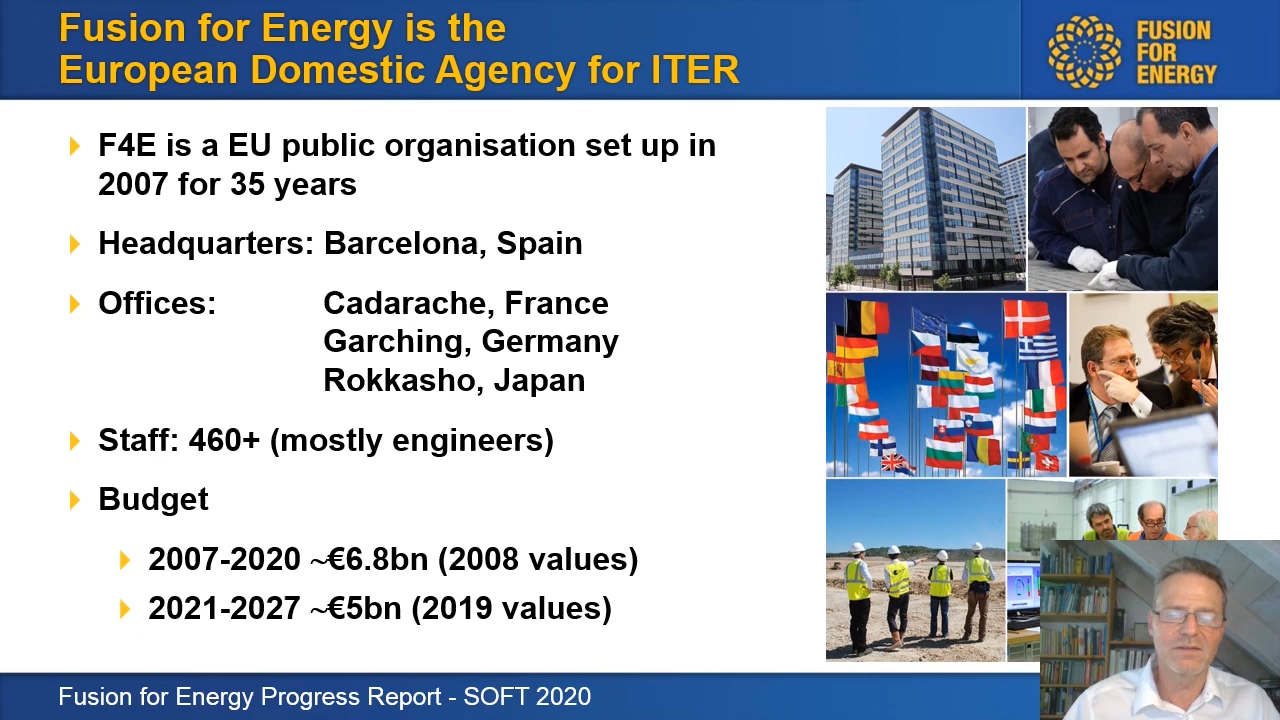 Fusion for Energy is the
European Domestic Agency for ITER
FUSION
FOR
ENERGY
F4E is a EU public organisation set up in
2007 for 35 years
Headquarters: Barcelona, Spain
Offices: Cadarache, France
Garching, Germany
Rokkasho, Japan
Staff: 460+ (mostly engineers)
Budget
2007-2020 ~€6.8bn (2008 values)
2021-2027 ~€5bn (2019 values)
Fusion for Energy Progress Report - SOFT 2020